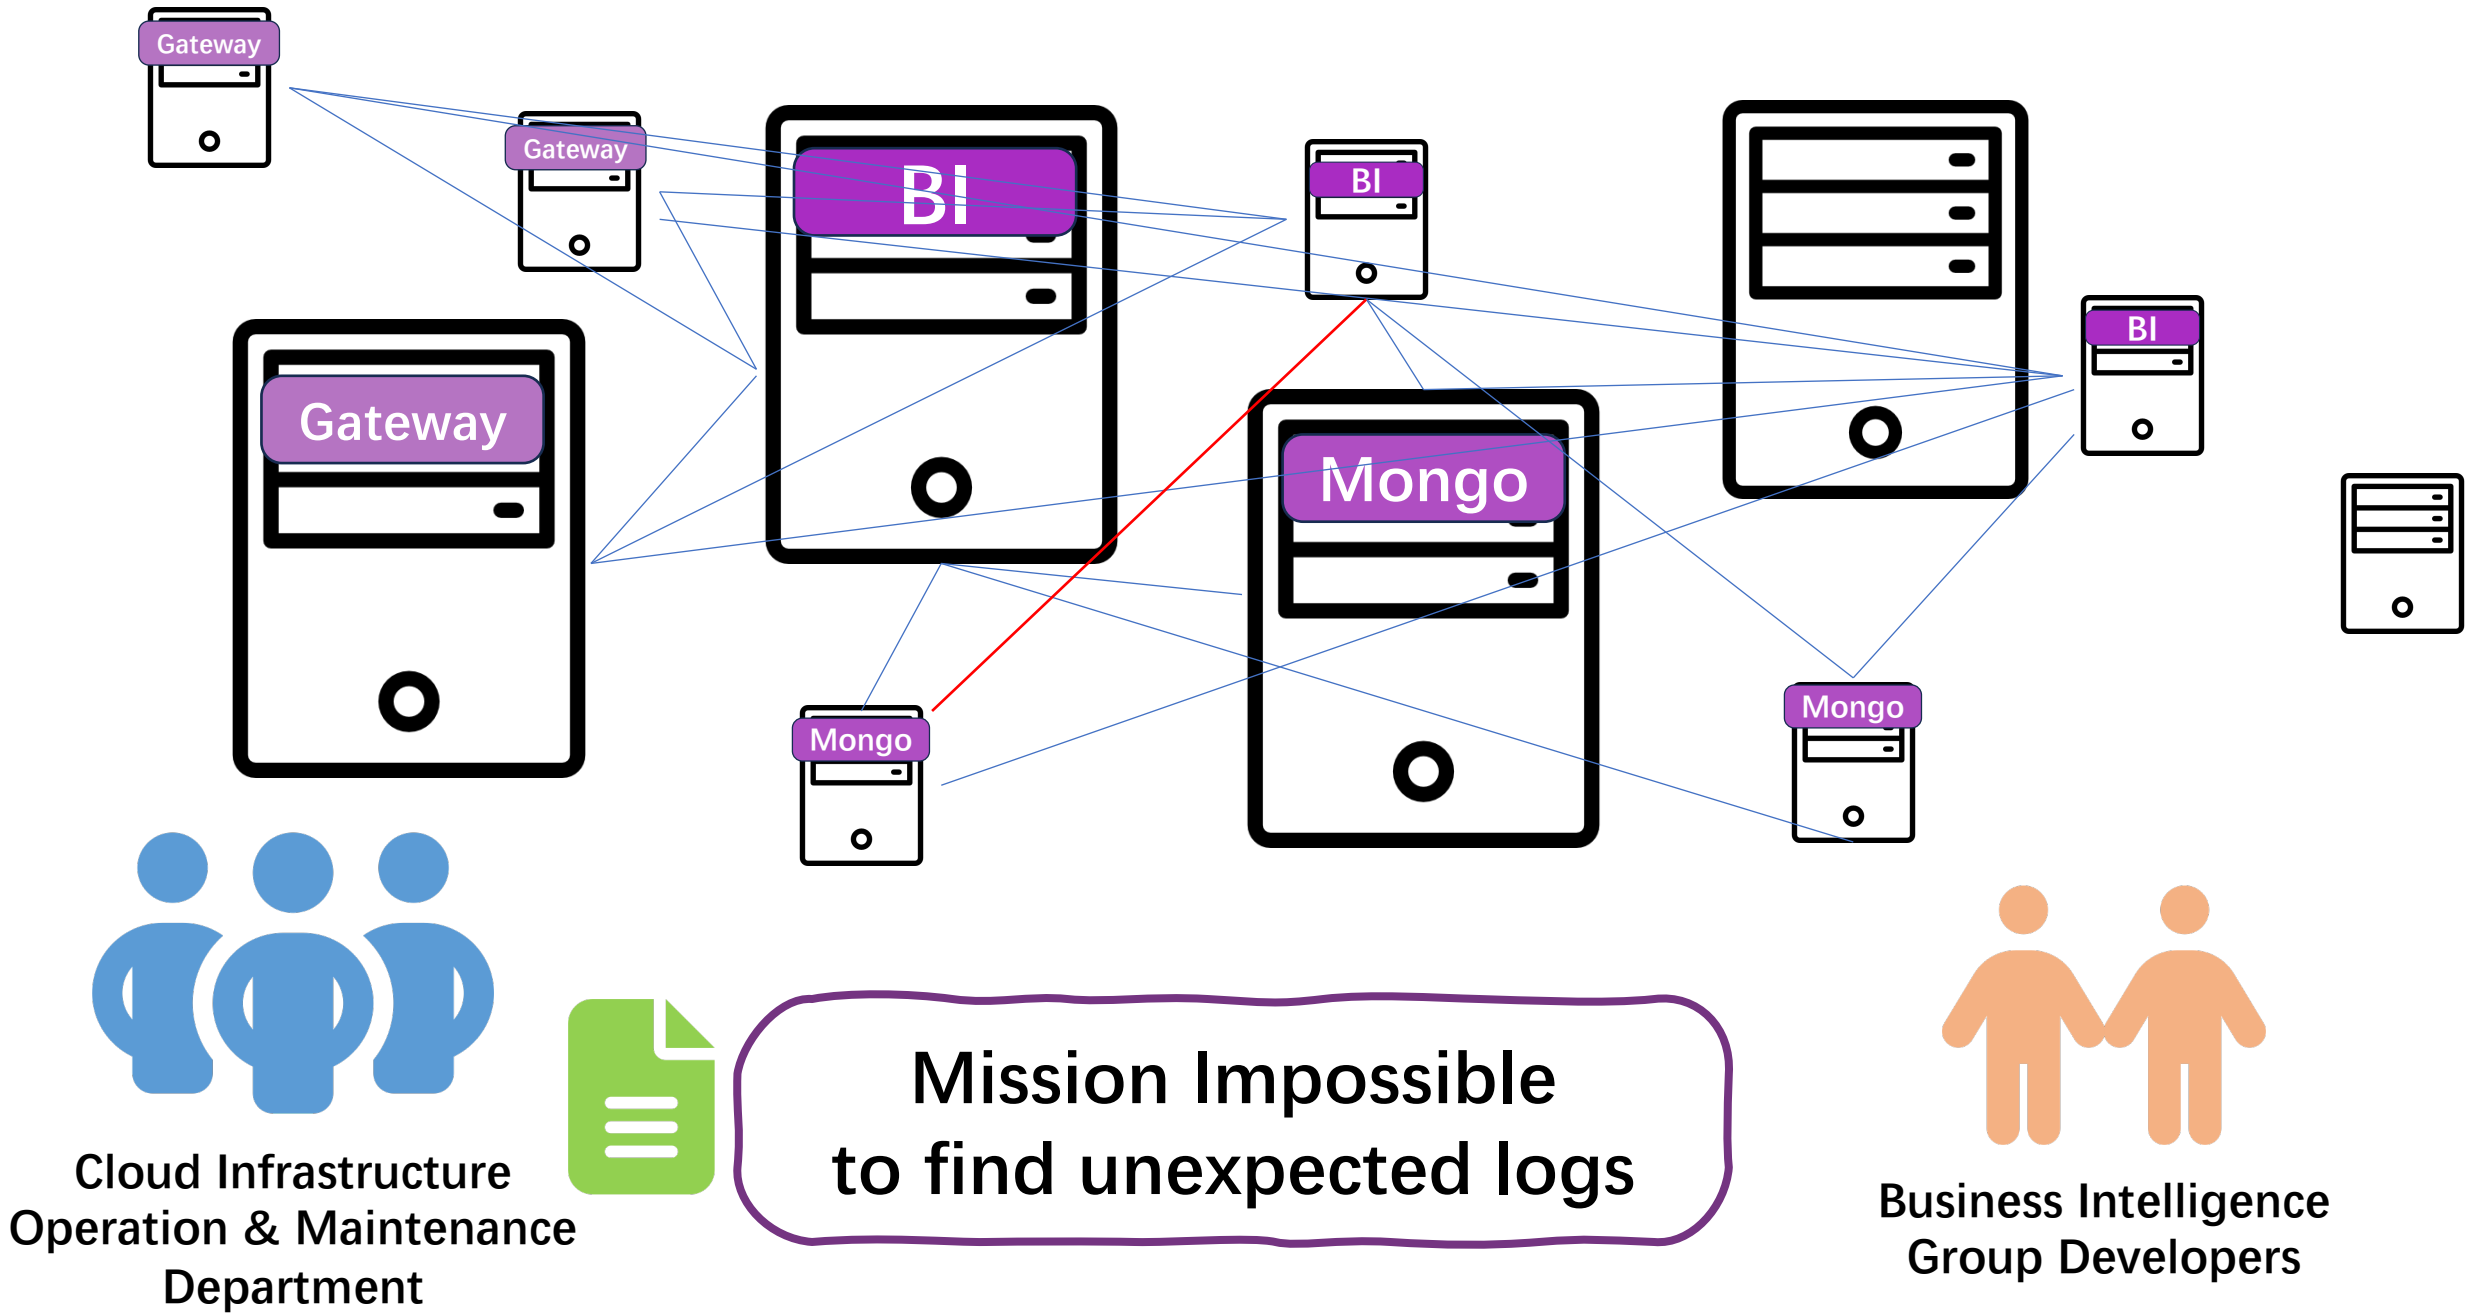 Gateway
Gateway
BI
BI
BI
Gateway
Mongo
Mongo
Mongo
Mission Impossible
to find unexpected logs
Cloud Infrastructure
Operation & Maintenance
Department
Business Intelligence
Group Developers